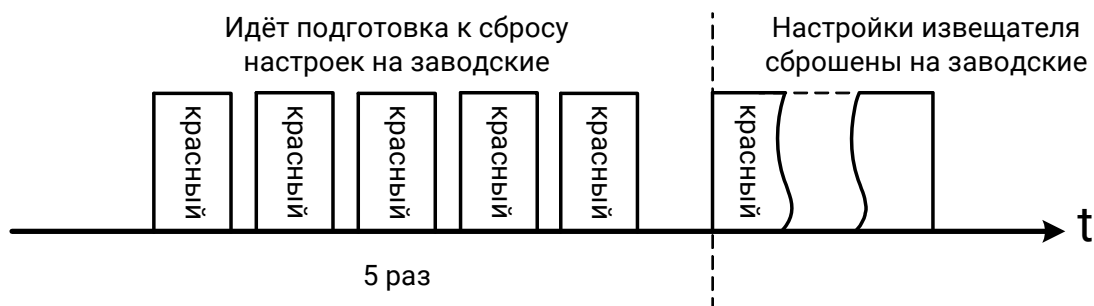 Идёт подготовка к сбросу
настроек на заводские
Настройки извещателя
сброшены на заводские
красный
красный
красный
красный
красный
красный
t
5 раз